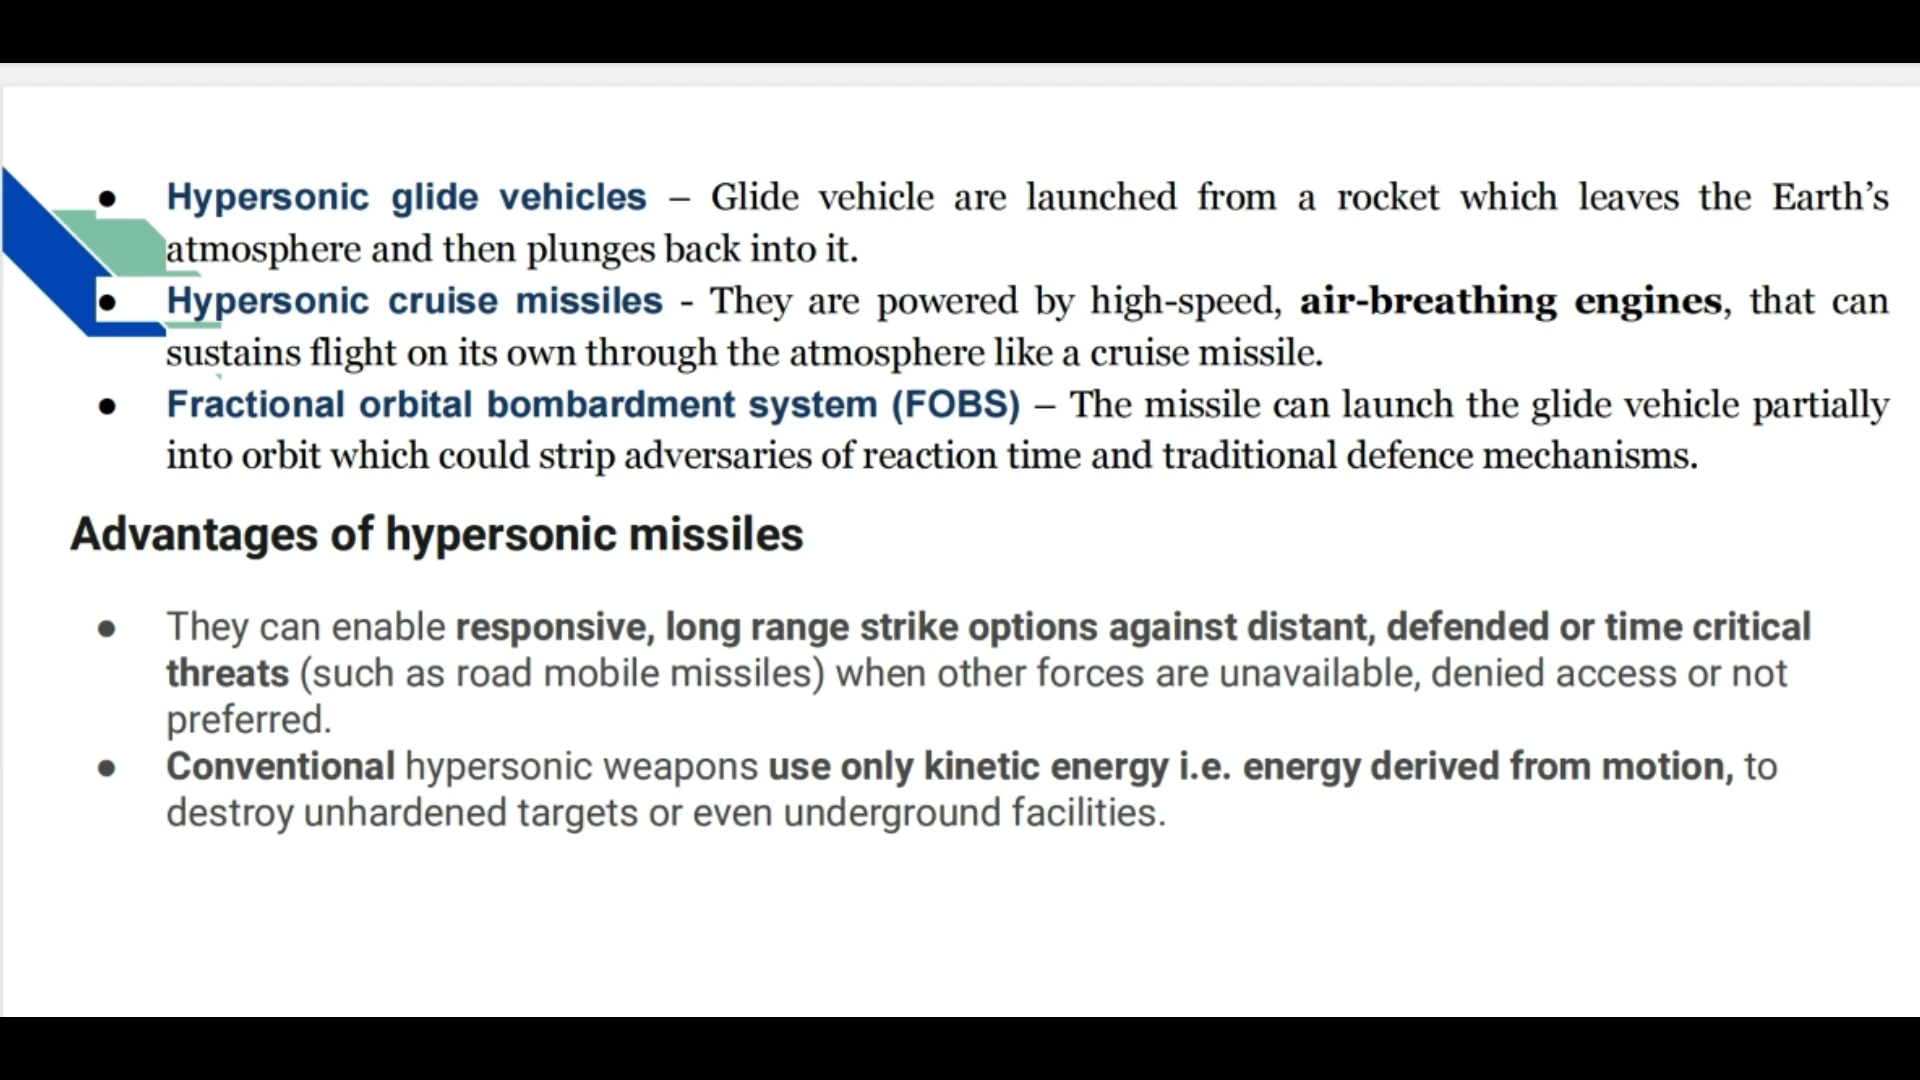 ● Hypersonic glide vehicles – Glide vehicle are launched from a rocket which leaves the Earth’s
atmosphere and then plunges back into it.
● Hypersonic cruise missiles - They are powered by high-speed, air-breathing engines, that can
sustains flight on its own through the atmosphere like a cruise missile.
● Fractional orbital bombardment system (FOBS) – The missile can launch the glide vehicle partially
into orbit which could strip adversaries of reaction time and traditional defence mechanisms.
Advantages of hypersonic missiles
● They can enable responsive, long range strike options against distant, defended or time critical
threats (such as road mobile missiles) when other forces are unavailable, denied access or not
preferred.
● Conventional hypersonic weapons use only kinetic energy i.e. energy derived from motion, to
destroy unhardened targets or even underground facilities.